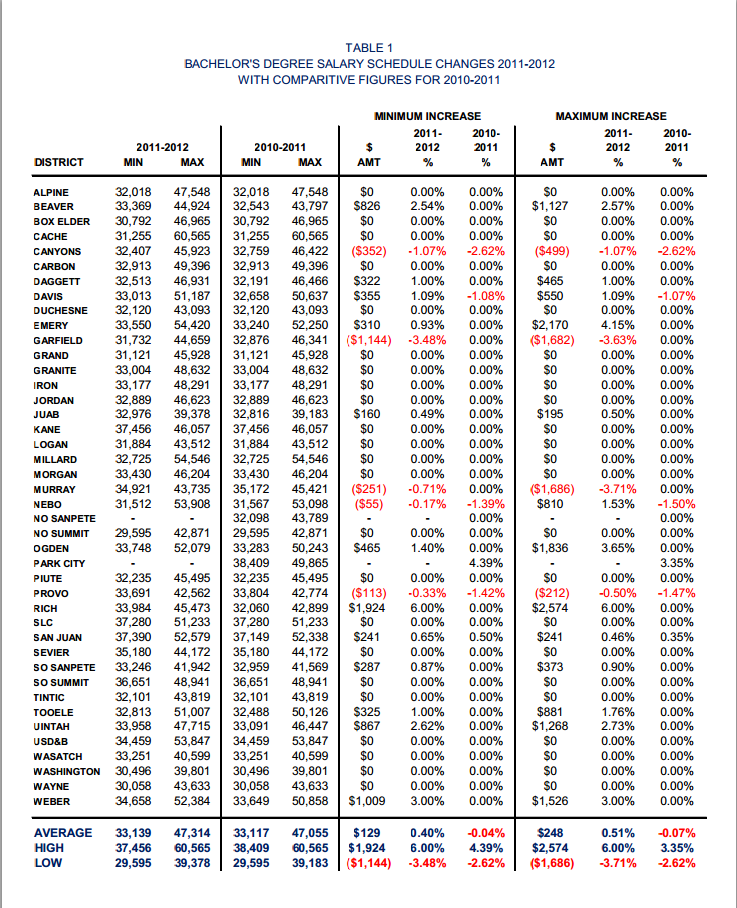 TABLE 1
BACHELOR'S DEGREE SALARY SCHEDULE CHANGES 2011-2012
WITH COMPARITIVE FIGURES FOR 2010-2011
MINIMUM INCREASE MAXIMUM INCREASE
2011- 2010- 2011- 2010-
2011-2012 2010-2011 $ 2012 2011 $ 2012 2011
DISTRICT MIN MAX MIN MAX AMT % % AMT % %
ALPINE 32,018 47,548 32,018 47,548 $0 0.00% 0.00% $0 0.00% 0.00%
BEAVER 33,369 44,924 32,543 43,797 $826 2.54% 0.00% $1,127 2.57% 0.00%
BOX ELDER 30,792 46,965 30,792 46,965 $0 0.00% 0.00% $0 0.00% 0.00%
CACHE 31,255 60,565 31,255 60,565 $0 0.00% 0.00% $0 0.00% 0.00%
CANYONS 32,407 45,923 32,759 46,422 ($352) -1.07% -2.62% ($499) -1.07% -2.62%
CARBON 32,913 49,396 32,913 49,396 $0 0.00% 0.00% $0 0.00% 0.00%
DAGGETT 32,513 46,931 32,191 46,466 $322 1.00% 0.00% $465 1.00% 0.00%
DAVIS 33,013 51,187 32,658 50,637 $355 1.09% -1.08% $550 1.09% -1.07%
DUCHESNE 32,120 43,093 32,120 43,093 $0 0.00% 0.00% $0 0.00% 0.00%
EMERY 33,550 54,420 33,240 52,250 $310 0.93% 0.00% $2,170 4.15% 0.00%
GARFIELD 31,732 44,659 32,876 46,341 ($1,144) -3.48% 0.00% ($1,682) -3.63% 0.00%
GRAND 31,121 45,928 31,121 45,928 $0 0.00% 0.00% $0 0.00% 0.00%
GRANITE 33,004 48,632 33,004 48,632 $0 0.00% 0.00% $0 0.00% 0.00%
IRON 33,177 48,291 33,177 48,291 $0 0.00% 0.00% $0 0.00% 0.00%
JORDAN 32,889 46,623 32,889 46,623 $0 0.00% 0.00% $0 0.00% 0.00%
JUAB 32,976 39,378 32,816 39,183 $160 0.49% 0.00% $195 0.50% 0.00%
KANE 37,456 46,057 37,456 46,057 $0 0.00% 0.00% $0 0.00% 0.00%
LOGAN 31,884 43,512 31,884 43,512 $0 0.00% 0.00% $0 0.00% 0.00%
MILLARD 32,725 54,546 32,725 54,546 $0 0.00% 0.00% $0 0.00% 0.00%
MORGAN 33,430 46,204 33,430 46,204 $0 0.00% 0.00% $0 0.00% 0.00%
MURRAY 34,921 43,735 35,172 45,421 ($251) -0.71% 0.00% ($1,686) -3.71% 0.00%
NEBO 31,512 53,908 31,567 53,098 ($55) -0.17% -1.39% $810 1.53% -1.50%
NO SANPETE - - 32,098 43,789 - - 0.00% - - 0.00%
NO SUMMIT 29,595 42,871 29,595 42,871 $0 0.00% 0.00% $0 0.00% 0.00%
OGDEN 33,748 52,079 33,283 50,243 $465 1.40% 0.00% $1,836 3.65% 0.00%
PARK CITY - - 38,409 49,865 - - 4.39% - - 3.35%
PIUTE 32,235 45,495 32,235 45,495 $0 0.00% 0.00% $0 0.00% 0.00%
PROVO 33,691 42,562 33,804 42,774 ($113) -0.33% -1.42% ($212) -0.50% -1.47%
RICH 33,984 45,473 32,060 42,899 $1,924 6.00% 0.00% $2,574 6.00% 0.00%
SLC 37,280 51,233 37,280 51,233 $0 0.00% 0.00% $0 0.00% 0.00%
SAN JUAN 37,390 52,579 37,149 52,338 $241 0.65% 0.50% $241 0.46% 0.35%
SEVIER 35,180 44,172 35,180 44,172 $0 0.00% 0.00% $0 0.00% 0.00%
SO SANPETE 33,246 41,942 32,959 41,569 $287 0.87% 0.00% $373 0.90% 0.00%
SO SUMMIT 36,651 48,941 36,651 48,941 $0 0.00% 0.00% $0 0.00% 0.00%
TINTIC 32,101 43,819 32,101 43,819 $0 0.00% 0.00% $0 0.00% 0.00%
TOOELE 32,813 51,007 32,488 50,126 $325 1.00% 0.00% $881 1.76% 0.00%
UINTAH 33,958 47,715 33,091 46,447 $867 2.62% 0.00% $1,268 2.73% 0.00%
USD&B 34,459 53,847 34,459 53,847 $0 0.00% 0.00% $0 0.00% 0.00%
WASATCH 33,251 40,599 33,251 40,599 $0 0.00% 0.00% $0 0.00% 0.00%
WASHINGTON 30,496 39,801 30,496 39,801 $0 0.00% 0.00% $0 0.00% 0.00%
WAYNE 30,058 43,633 30,058 43,633 $0 0.00% 0.00% $0 0.00% 0.00%
WEBER 34,658 52,384 33,649 50,858 $1,009 3.00% 0.00% $1,526 3.00% 0.00%
AVERAGE 33,139 47,314 33,117 47,055 $129 0.40% -0.04% $248 0.51% -0.07%
HIGH 37,456 60,565 38,409 60,565 $1,924 6.00% 4.39% $2,574 6.00% 3.35%
LOW 29,595 39,378 29,595 39,183 ($1,144) -3.48% -2.62% ($1,686) -3.71% -2.62%